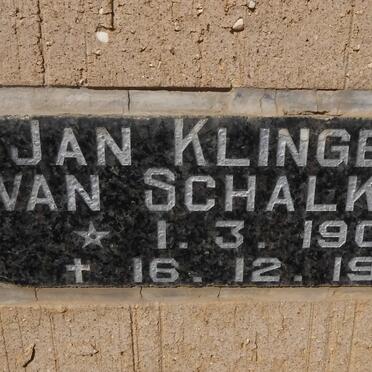 JAN KLINGE
VAN SCHALK
★ 1. 3. 190
✝ 16. 12. 19